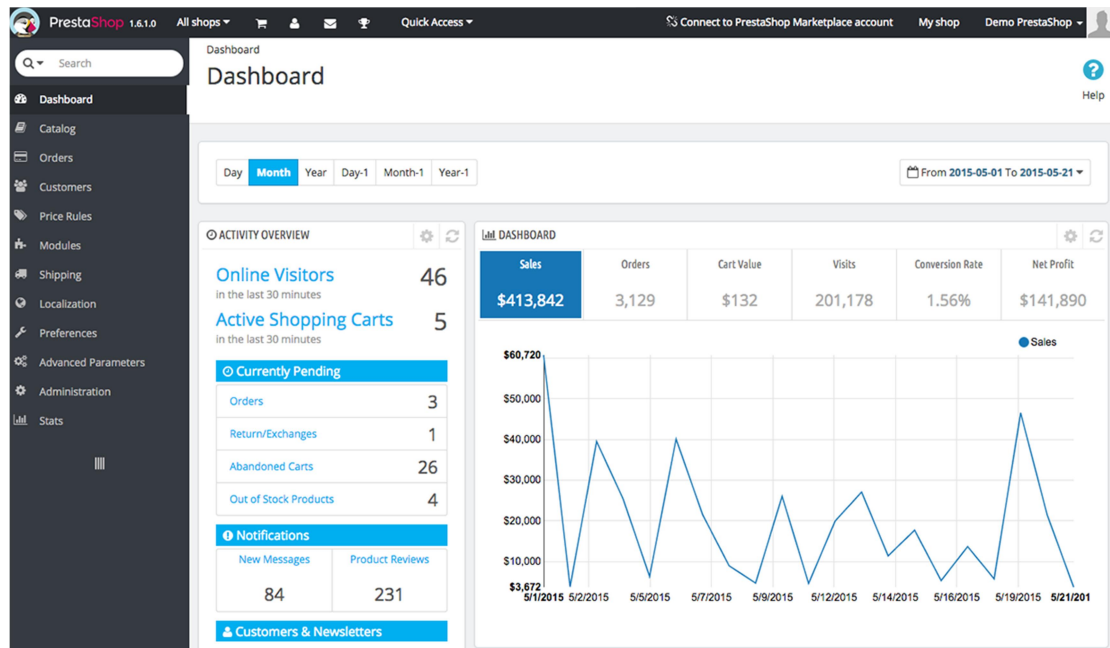 PrestaShop 1.6.1.0 All shops Quick Access Connect to PrestaShop Marketplace account My shop Demo PrestaShop
Search
Dashboard
Catalog
Orders
Customers
Price Rules
Modules
Shipping
Localization
Preferences
Advanced Parameters
Administration
Stats
Dashboard
Dashboard
Help
Day Month Year Day-1 Month-1 Year-1
From 2015-05-01 To 2015-05-21
ACTIVITY OVERVIEW
Online Visitors 46
in the last 30 minutes
Active Shopping Carts 5
in the last 30 minutes
Currently Pending
Orders 3
Return/Exchanges 1
Abandoned Carts 26
Out of Stock Products 4
Notifications
New Messages Product Reviews
84 231
Customers & Newsletters
DASHBOARD
Sales Orders Cart Value Visits Conversion Rate Net Profit
$413,842 3,129 $132 201,178 1.56% $141,890
Sales
$60,720
$50,000
$40,000
$30,000
$20,000
$10,000
$3,672
5/1/2015 5/2/2015 5/5/2015 5/7/2015 5/9/2015 5/12/2015 5/14/2015 5/16/2015 5/19/2015 5/21/201